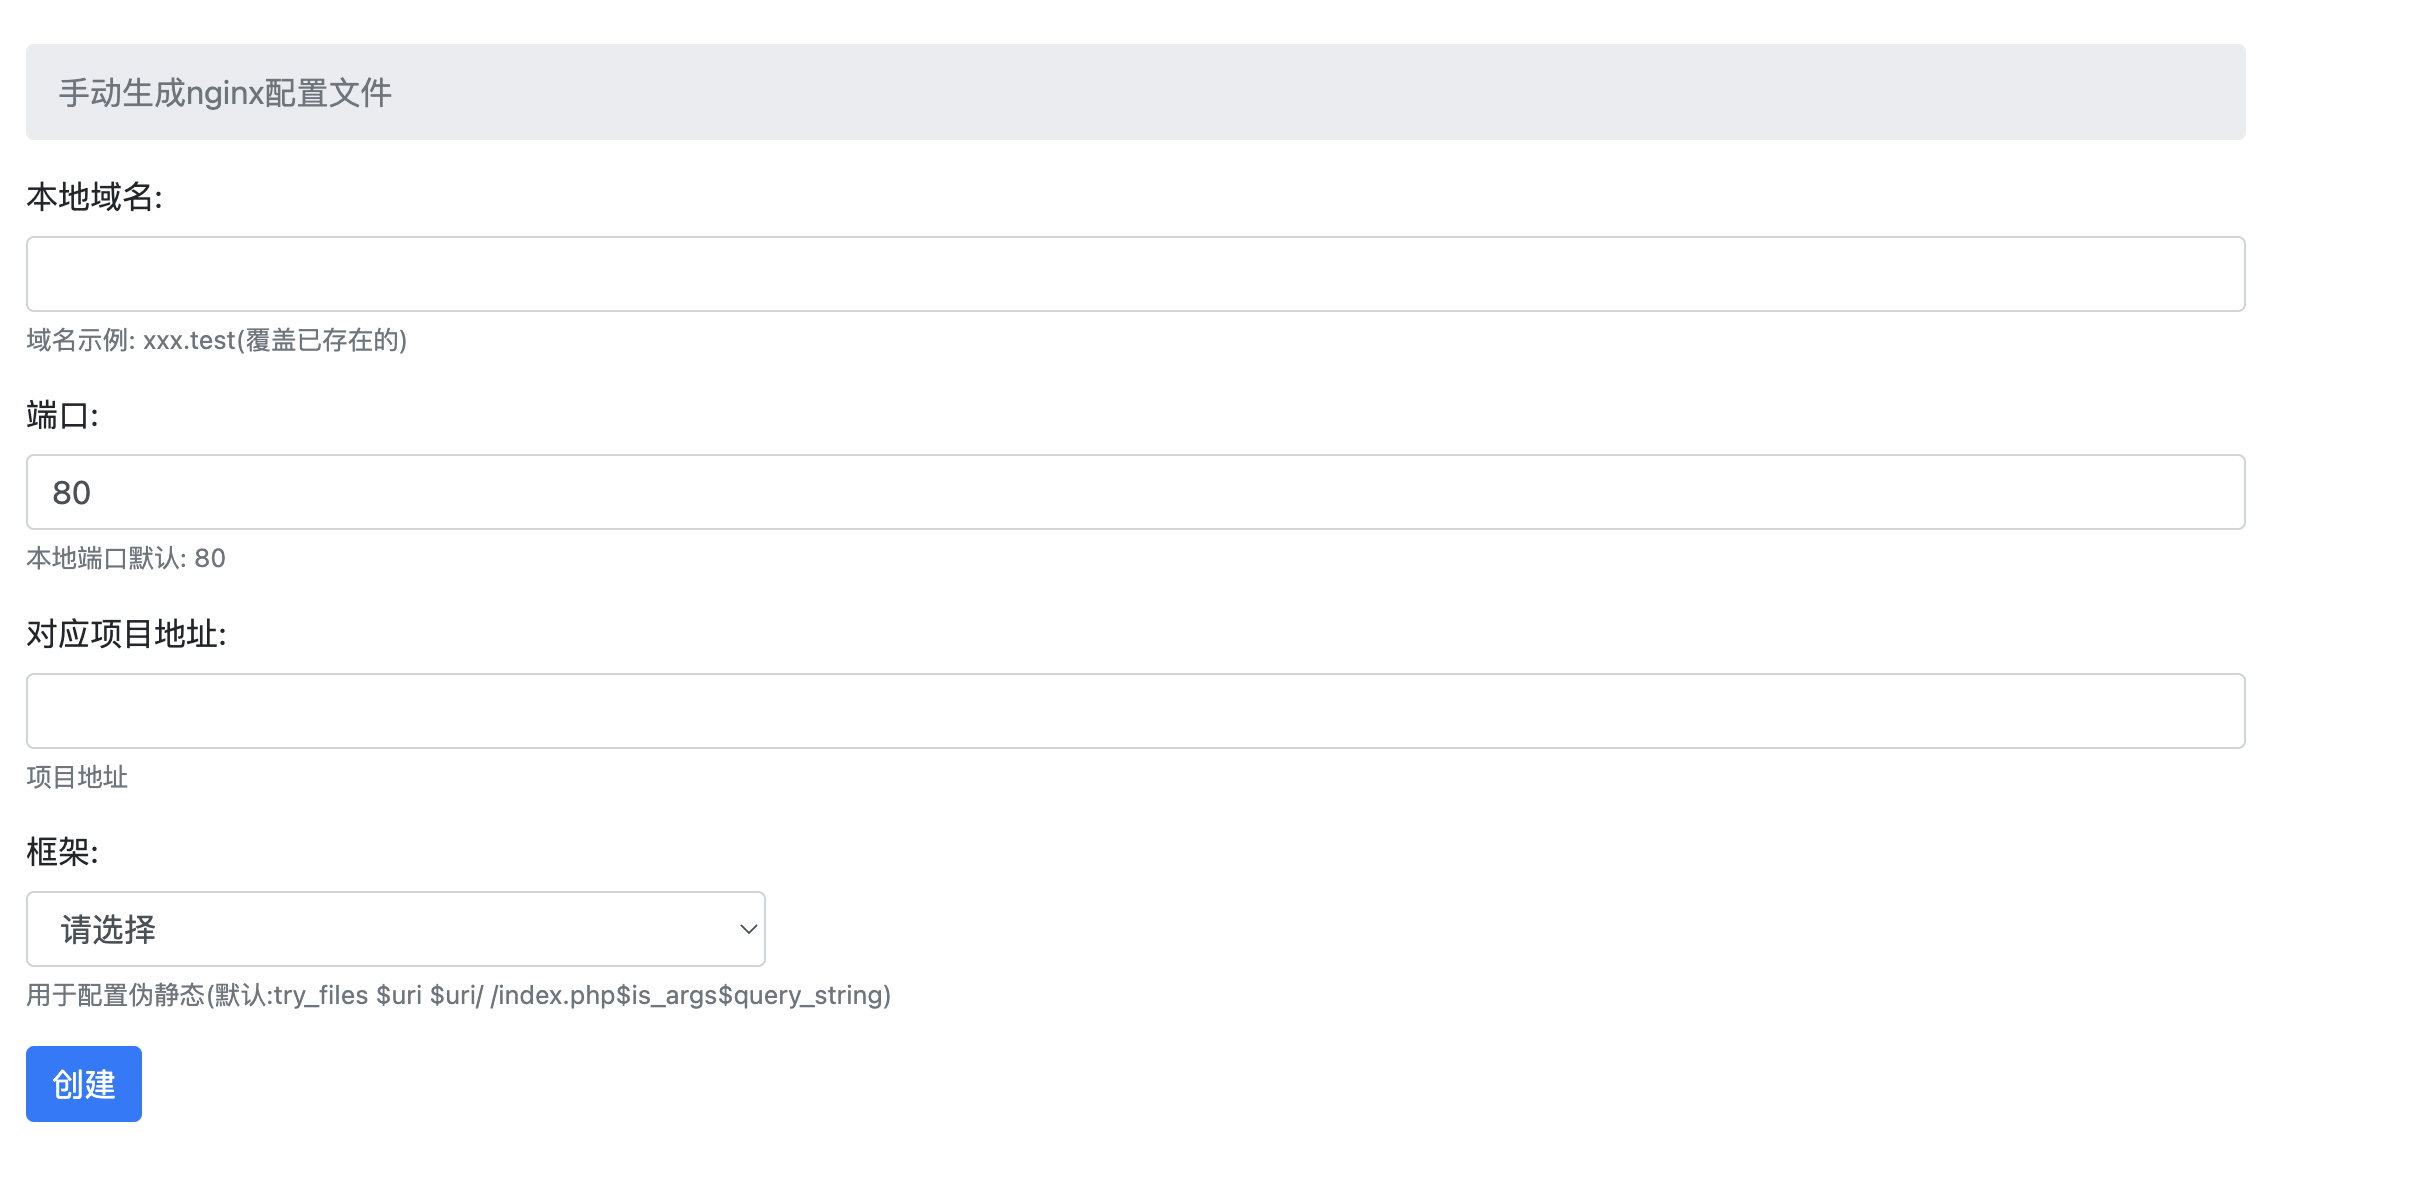 手动生成nginx配置文件
本地域名:
域名示例: xxx.test(覆盖已存在的)
端口:
80
本地端口默认: 80
对应项目地址:
项目地址
框架:
请选择
用于配置伪静态(默认:try_files $uri $uri/ /index.php$is_args$query_string)
创建